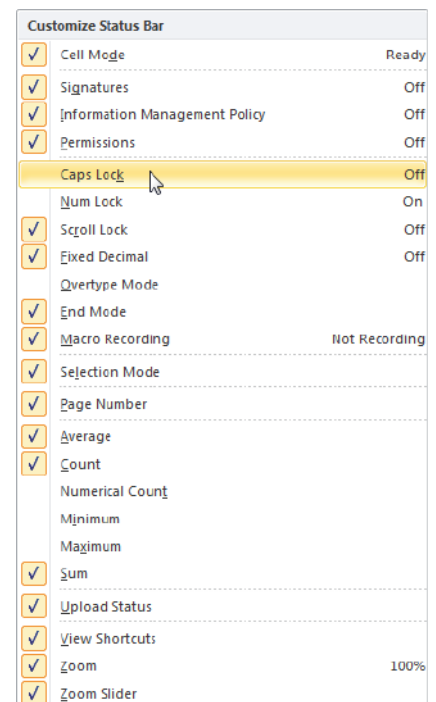 Customize Status Bar
Cell Mode Ready
Signatures Off
Information Management Policy Off
Permissions Off
Caps Lock Off
Num Lock On
Scroll Lock Off
Fixed Decimal Off
Overtype Mode
End Mode
Macro Recording Not Recording
Selection Mode
Page Number
Average
Count
Numerical Count
Minimum
Maximum
Sum
Upload Status
View Shortcuts
Zoom 100%
Zoom Slider